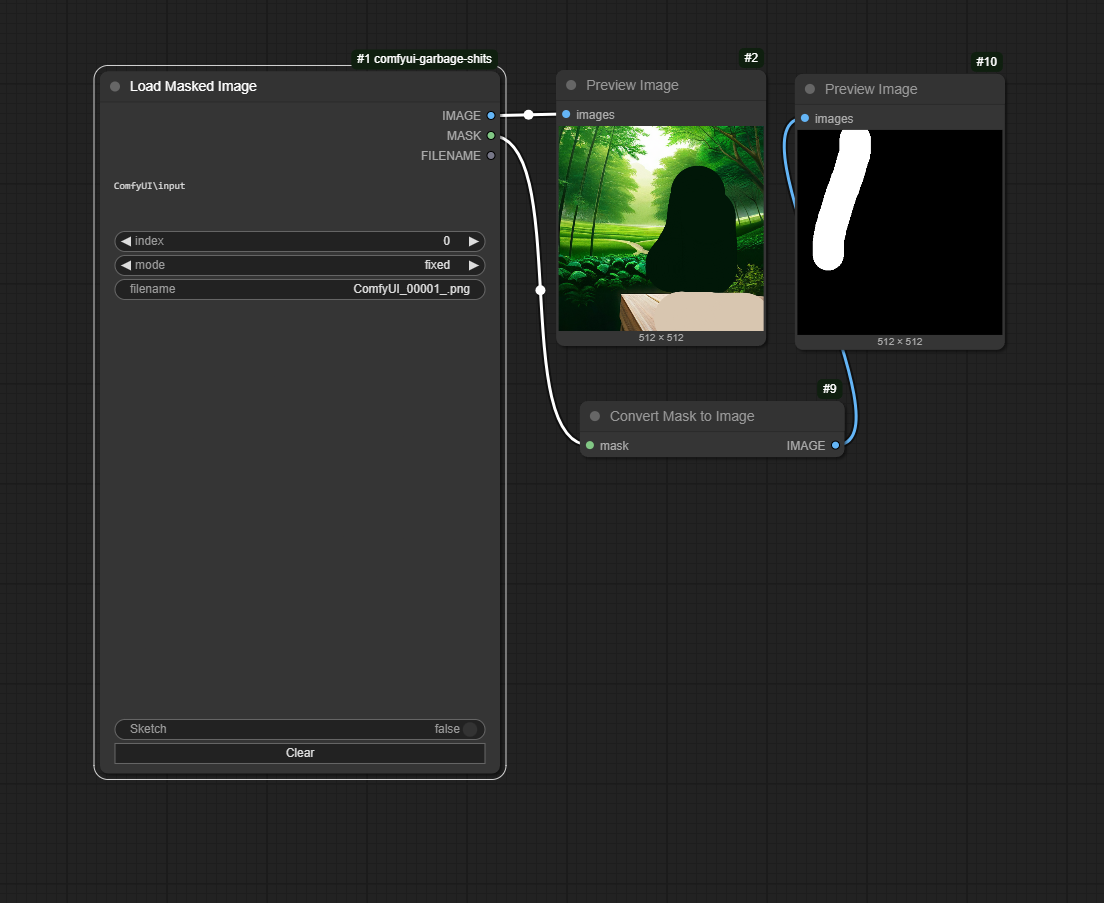 #1 comfyui-garbage-shits
Load Masked Image
IMAGE
MASK
FILENAME
ComfyUI\input
index 0
mode fixed
filename ComfyUI_00001_.png
Sketch false
Clear
#2
Preview Image
images
512 × 512
#10
Preview Image
images
512 × 512
#9
Convert Mask to Image
mask IMAGE